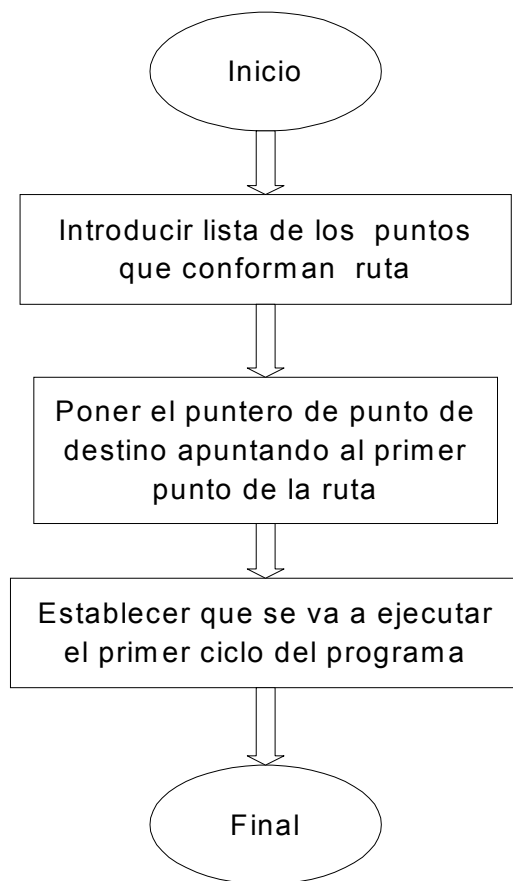 Inicio
Introducir lista de los puntos
que conforman ruta
Poner el puntero de punto de
destino apuntando al primer
punto de la ruta
Establecer que se va a ejecutar
el primer ciclo del programa
Final